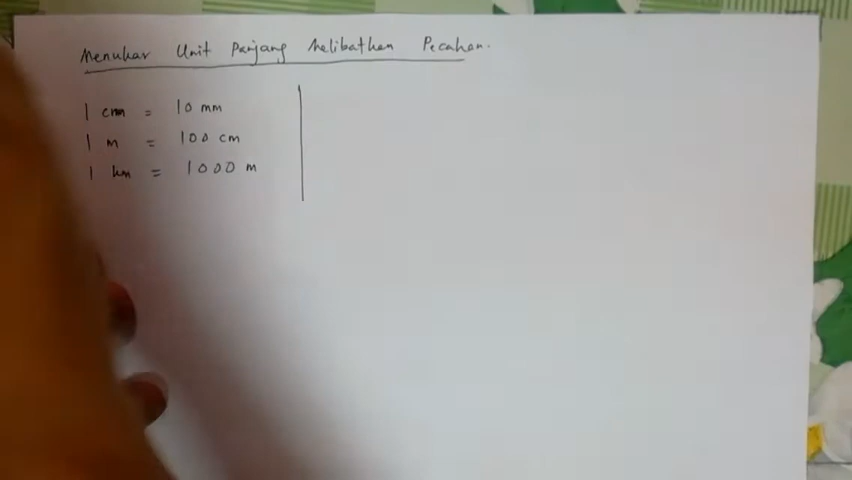 Menukar Unit Panjang Melibatkan Pecahan.
1 cm = 10 mm
1 m = 100 cm
1 km = 1000 m